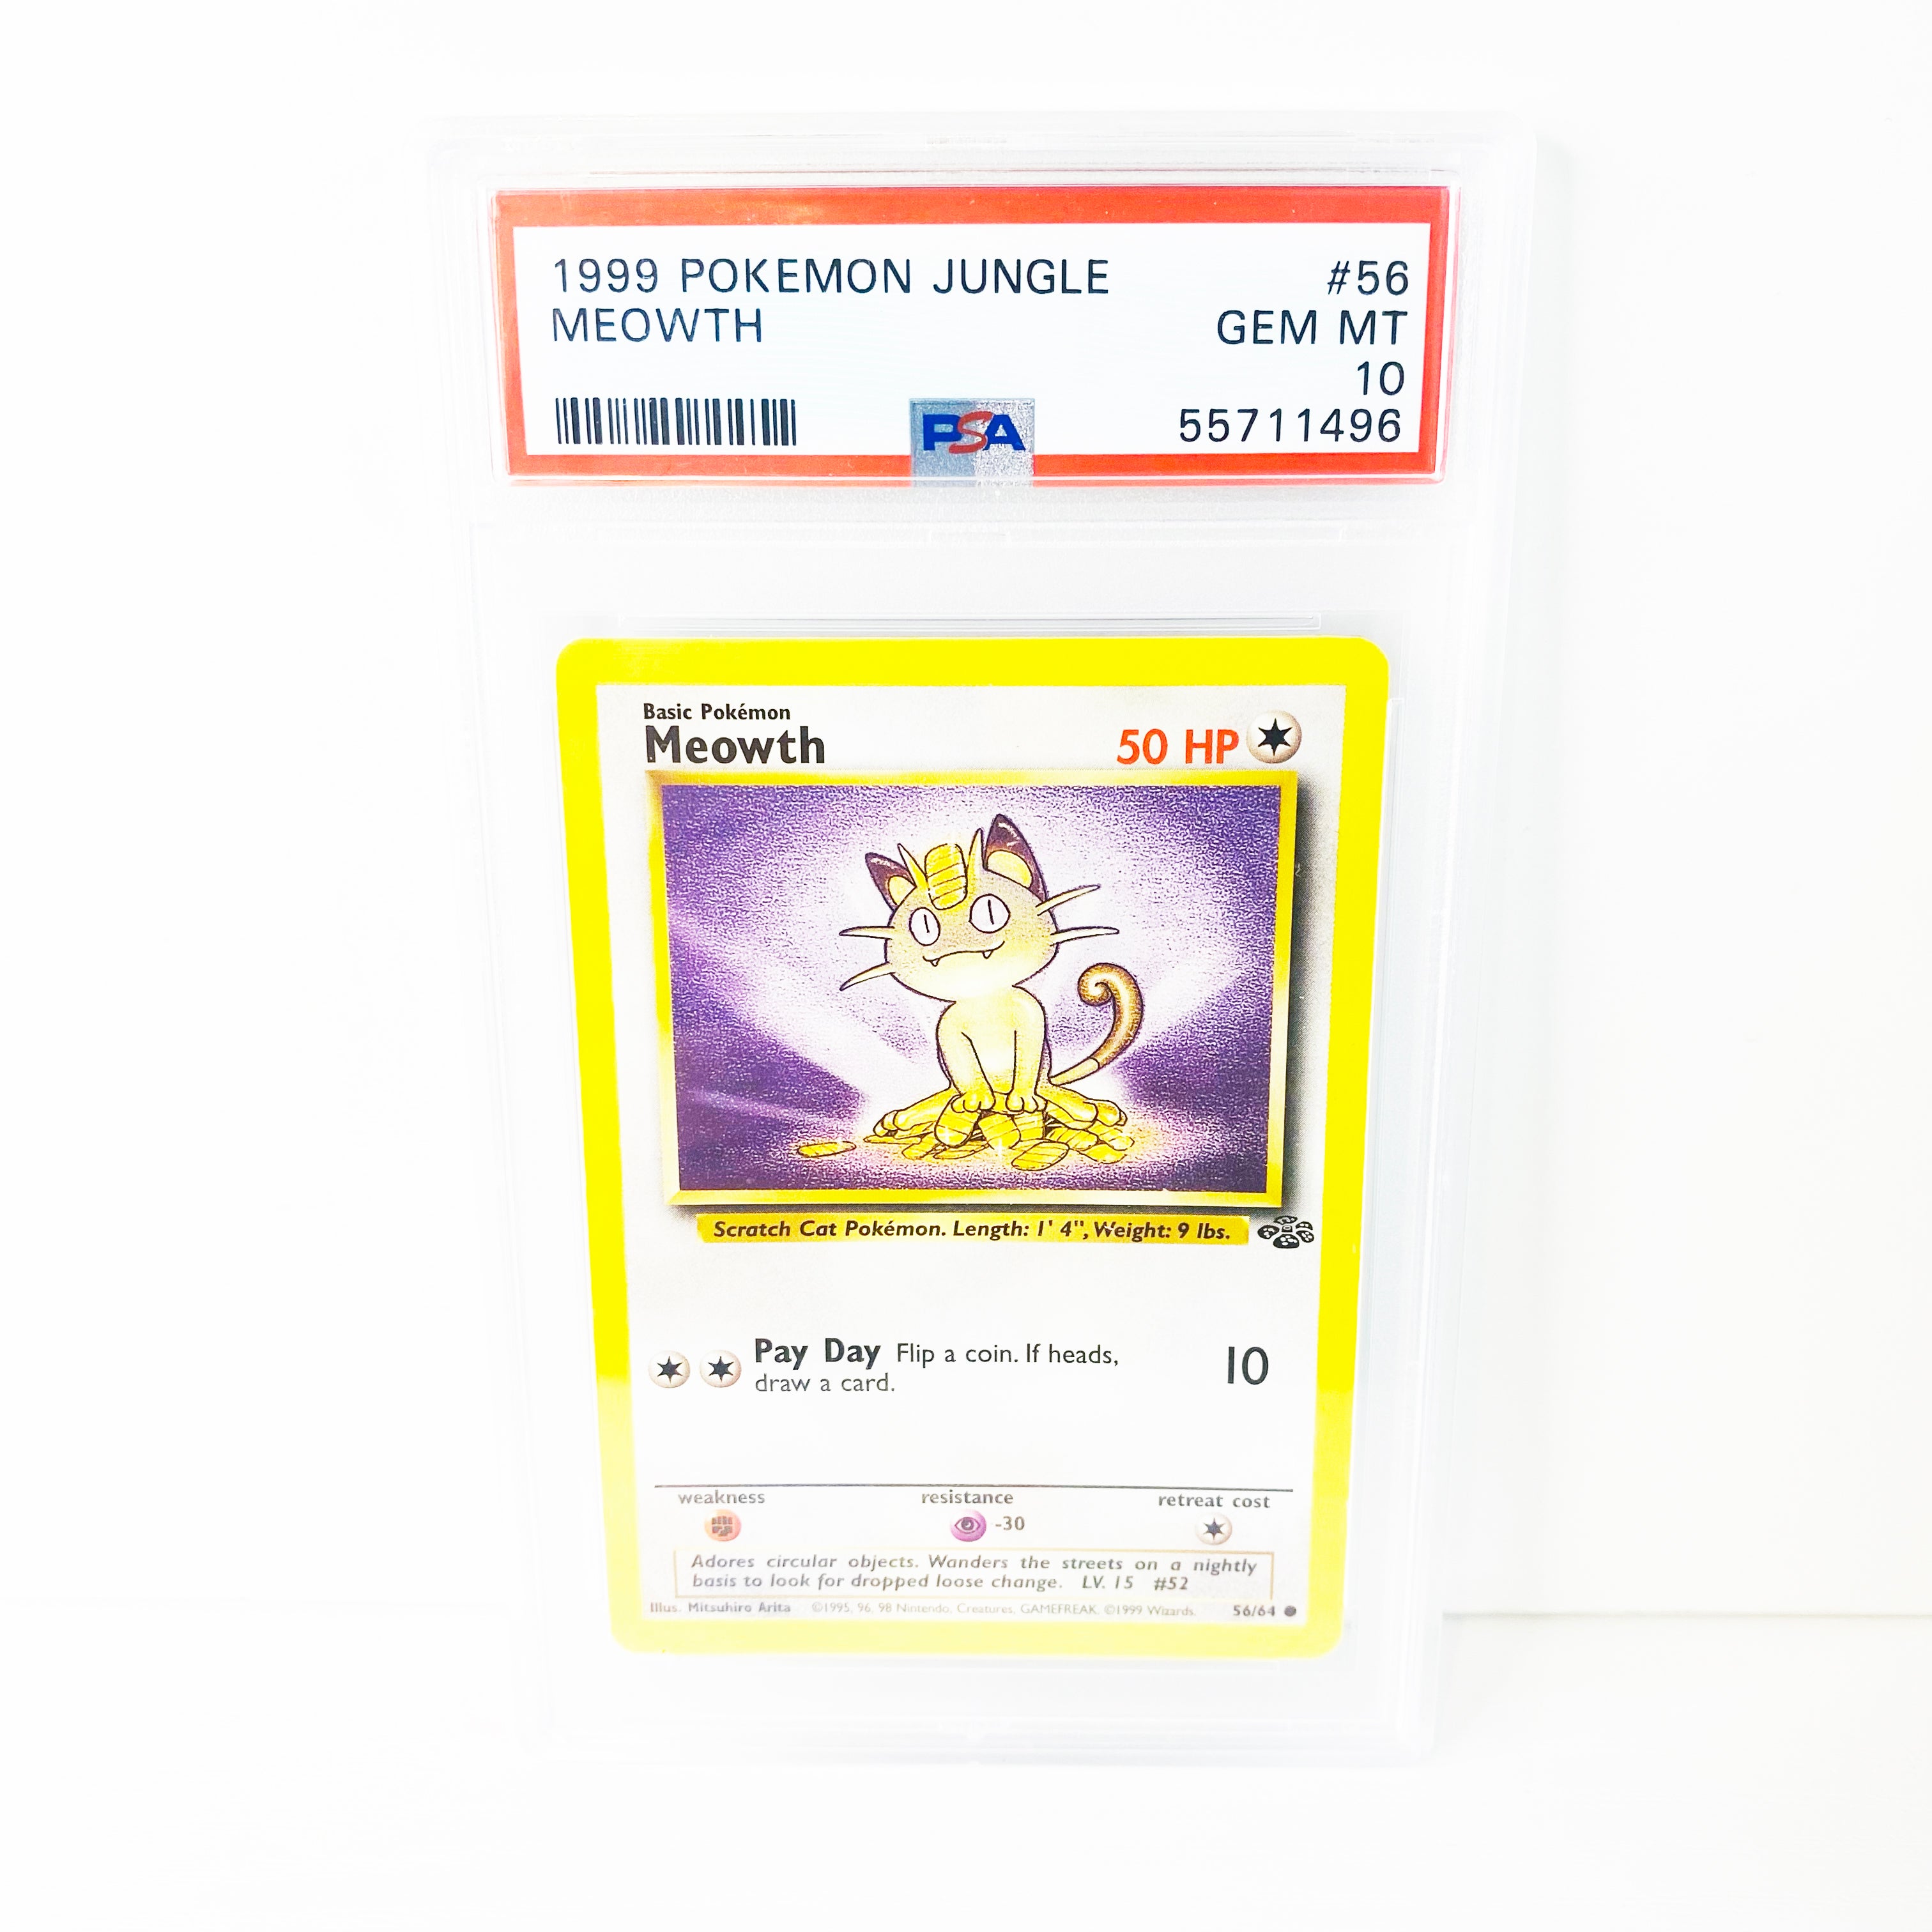 1999 POKEMON JUNGLE #56
MEOWTH GEM MT
10
PSA 55711496
Basic Pokémon
Meowth 50 HP
Scratch Cat Pokémon. Length: 1' 4", Weight: 9 lbs.
Pay Day Flip a coin. If heads, 10
draw a card.
weakness resistance retreat cost
-30
Adores circular objects. Wanders the streets on a nightly
basis to look for dropped loose change. LV. 15 #52
Illus. Mitsuhiro Arita ©1995, 96, 98 Nintendo, Creatures, GAMEFREAK. ©1999 Wizards. 56/64